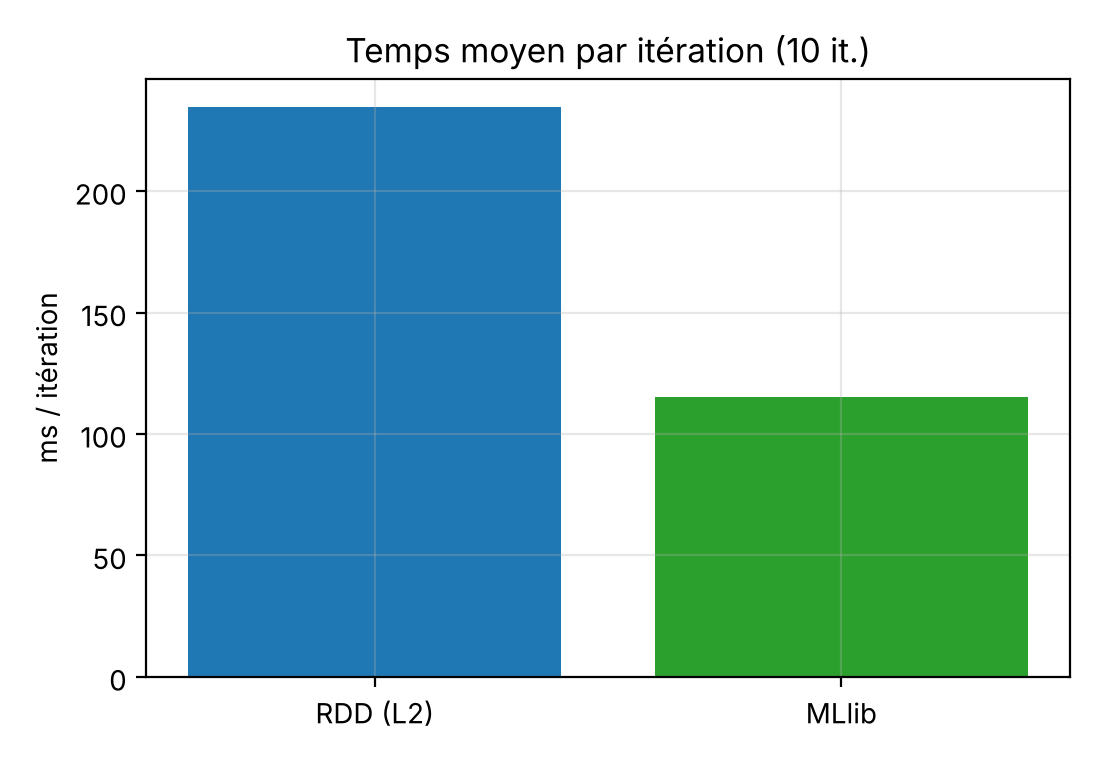 Temps moyen par itération (10 it.)
ms / itération
200
150
100
50
0
RDD (L2)
MLlib